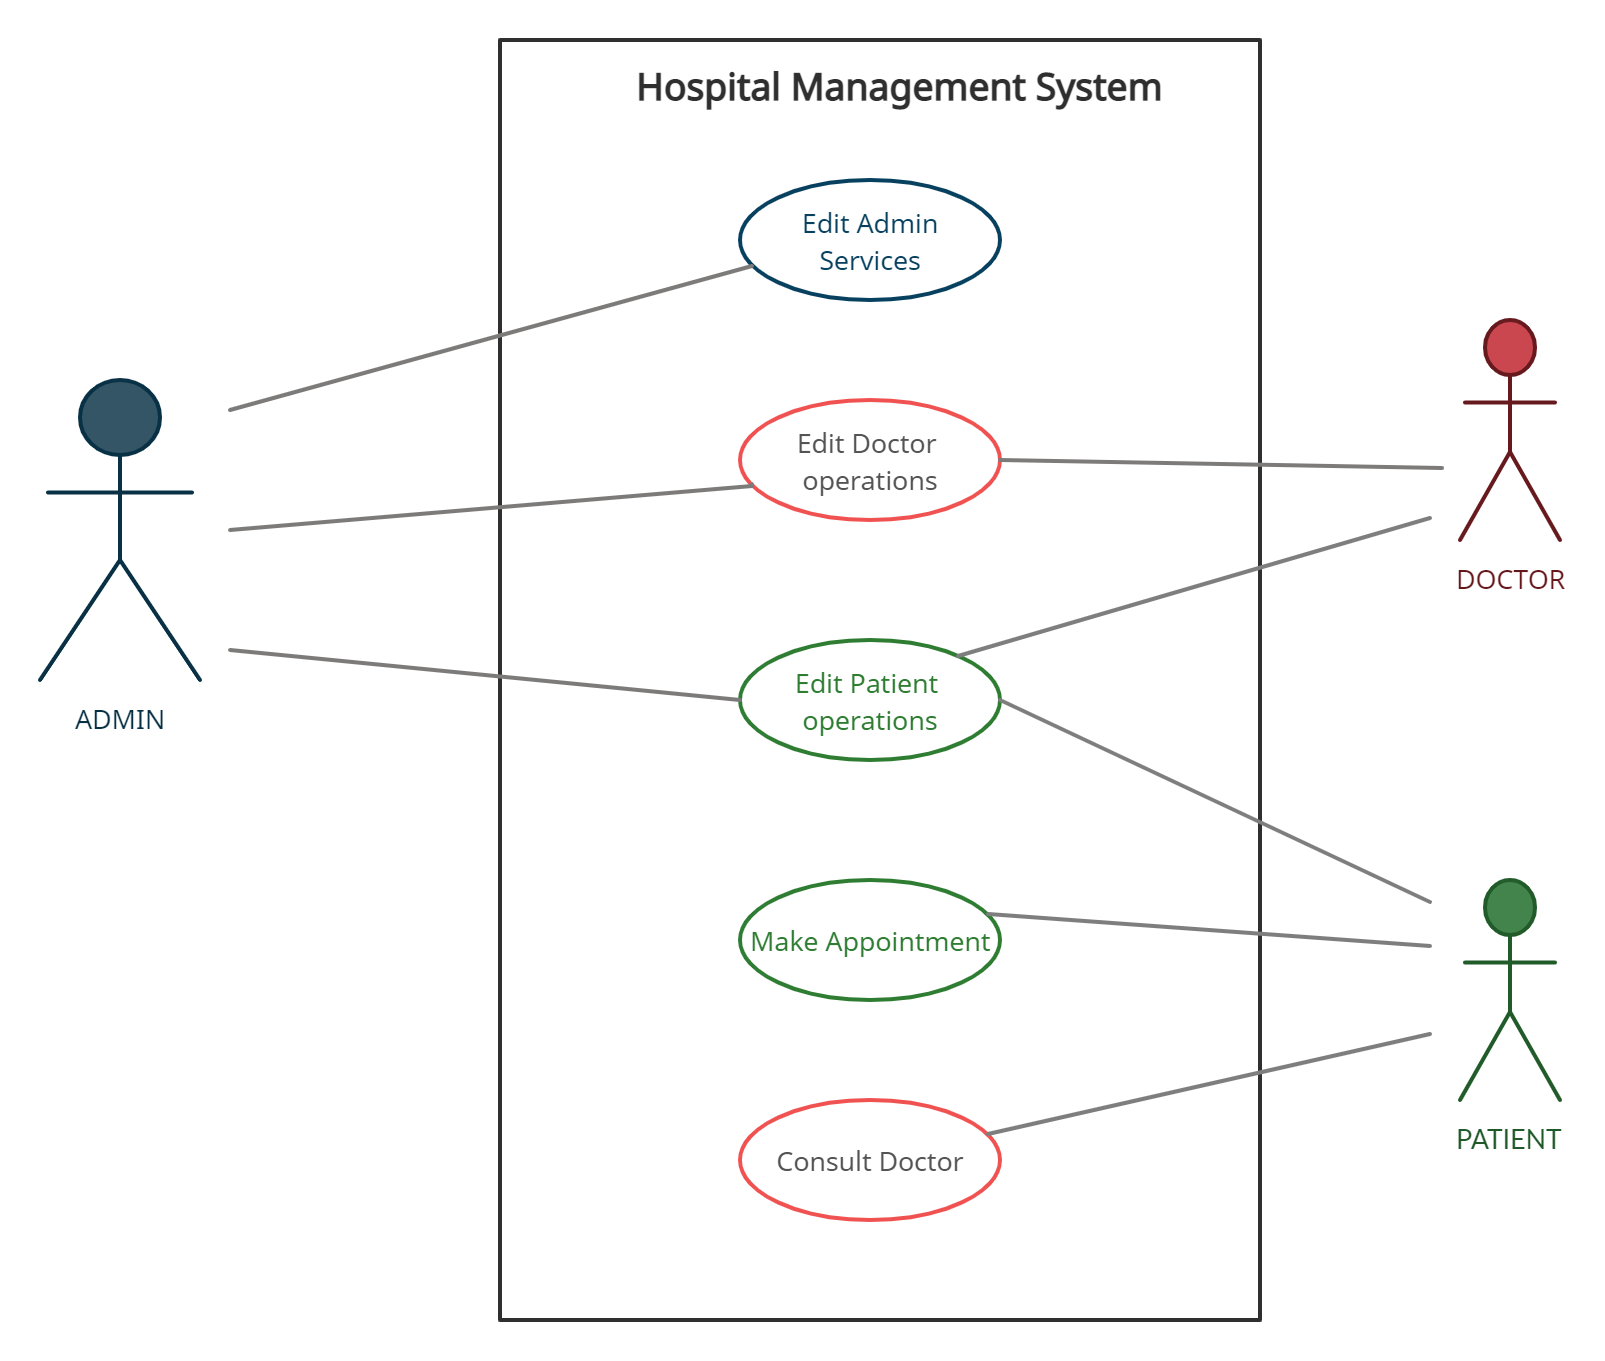 Hospital Management System
Edit Admin
Services
Edit Doctor
operations
DOCTOR
Edit Patient
operations
ADMIN
Make Appointment
PATIENT
Consult Doctor